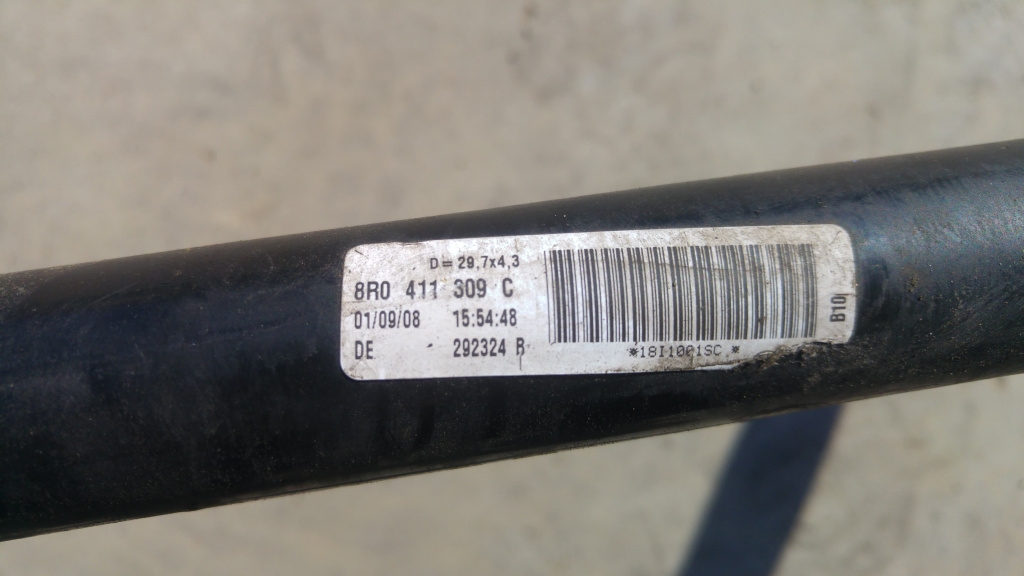 D= 29,7x4,3
8R0 411 309 C
01/09/08 15:54:48
DE 292324 R
*18I1001SC *
B10